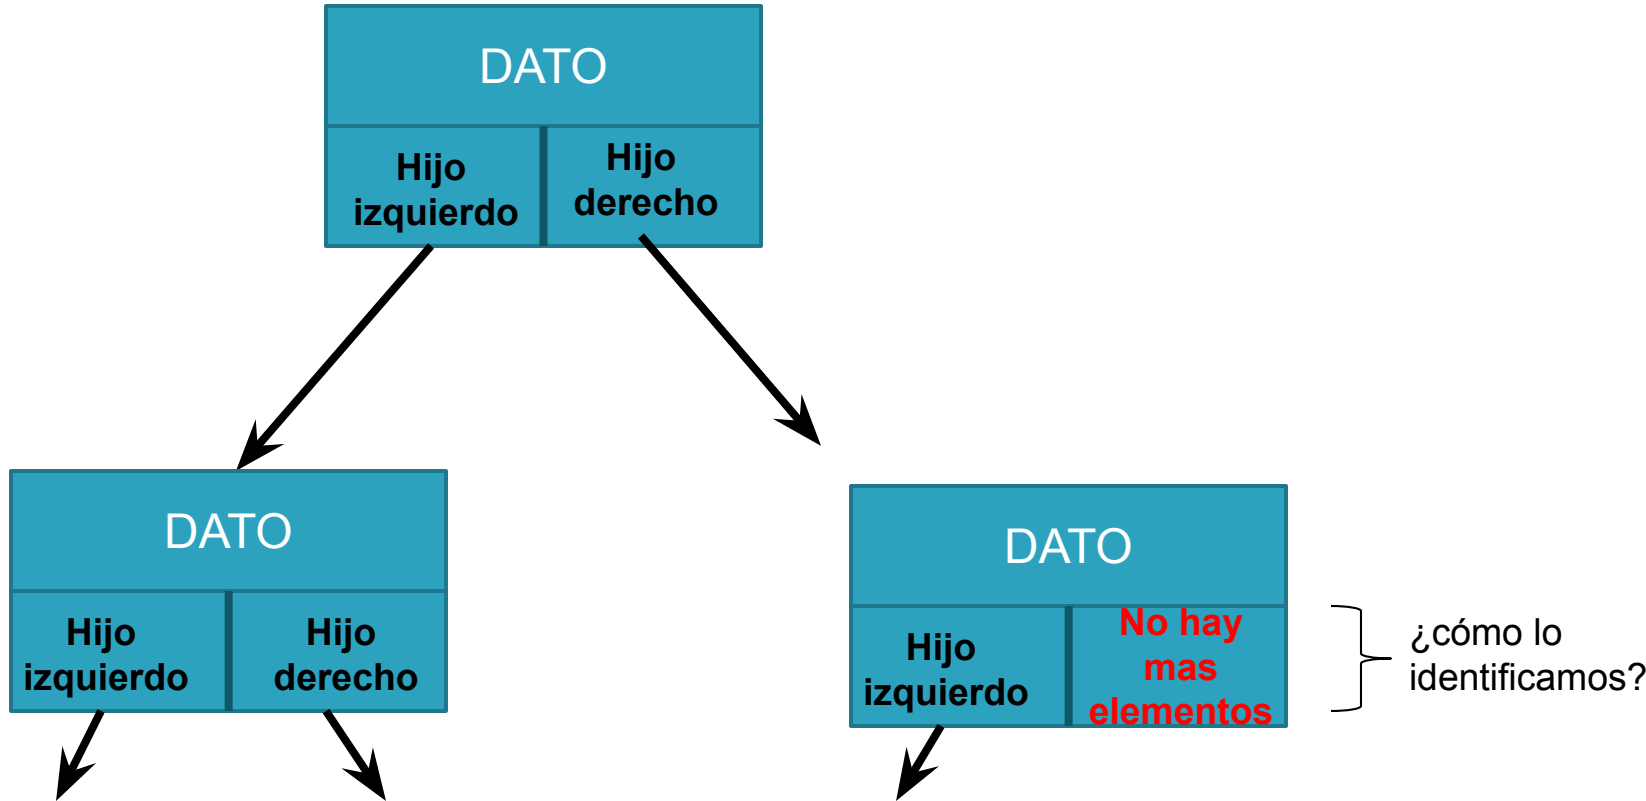 DATO
Hijo
izquierdo
Hijo
derecho
DATO
Hijo
izquierdo
Hijo
derecho
DATO
Hijo
izquierdo
No hay
mas
elementos
¿cómo lo
identificamos?